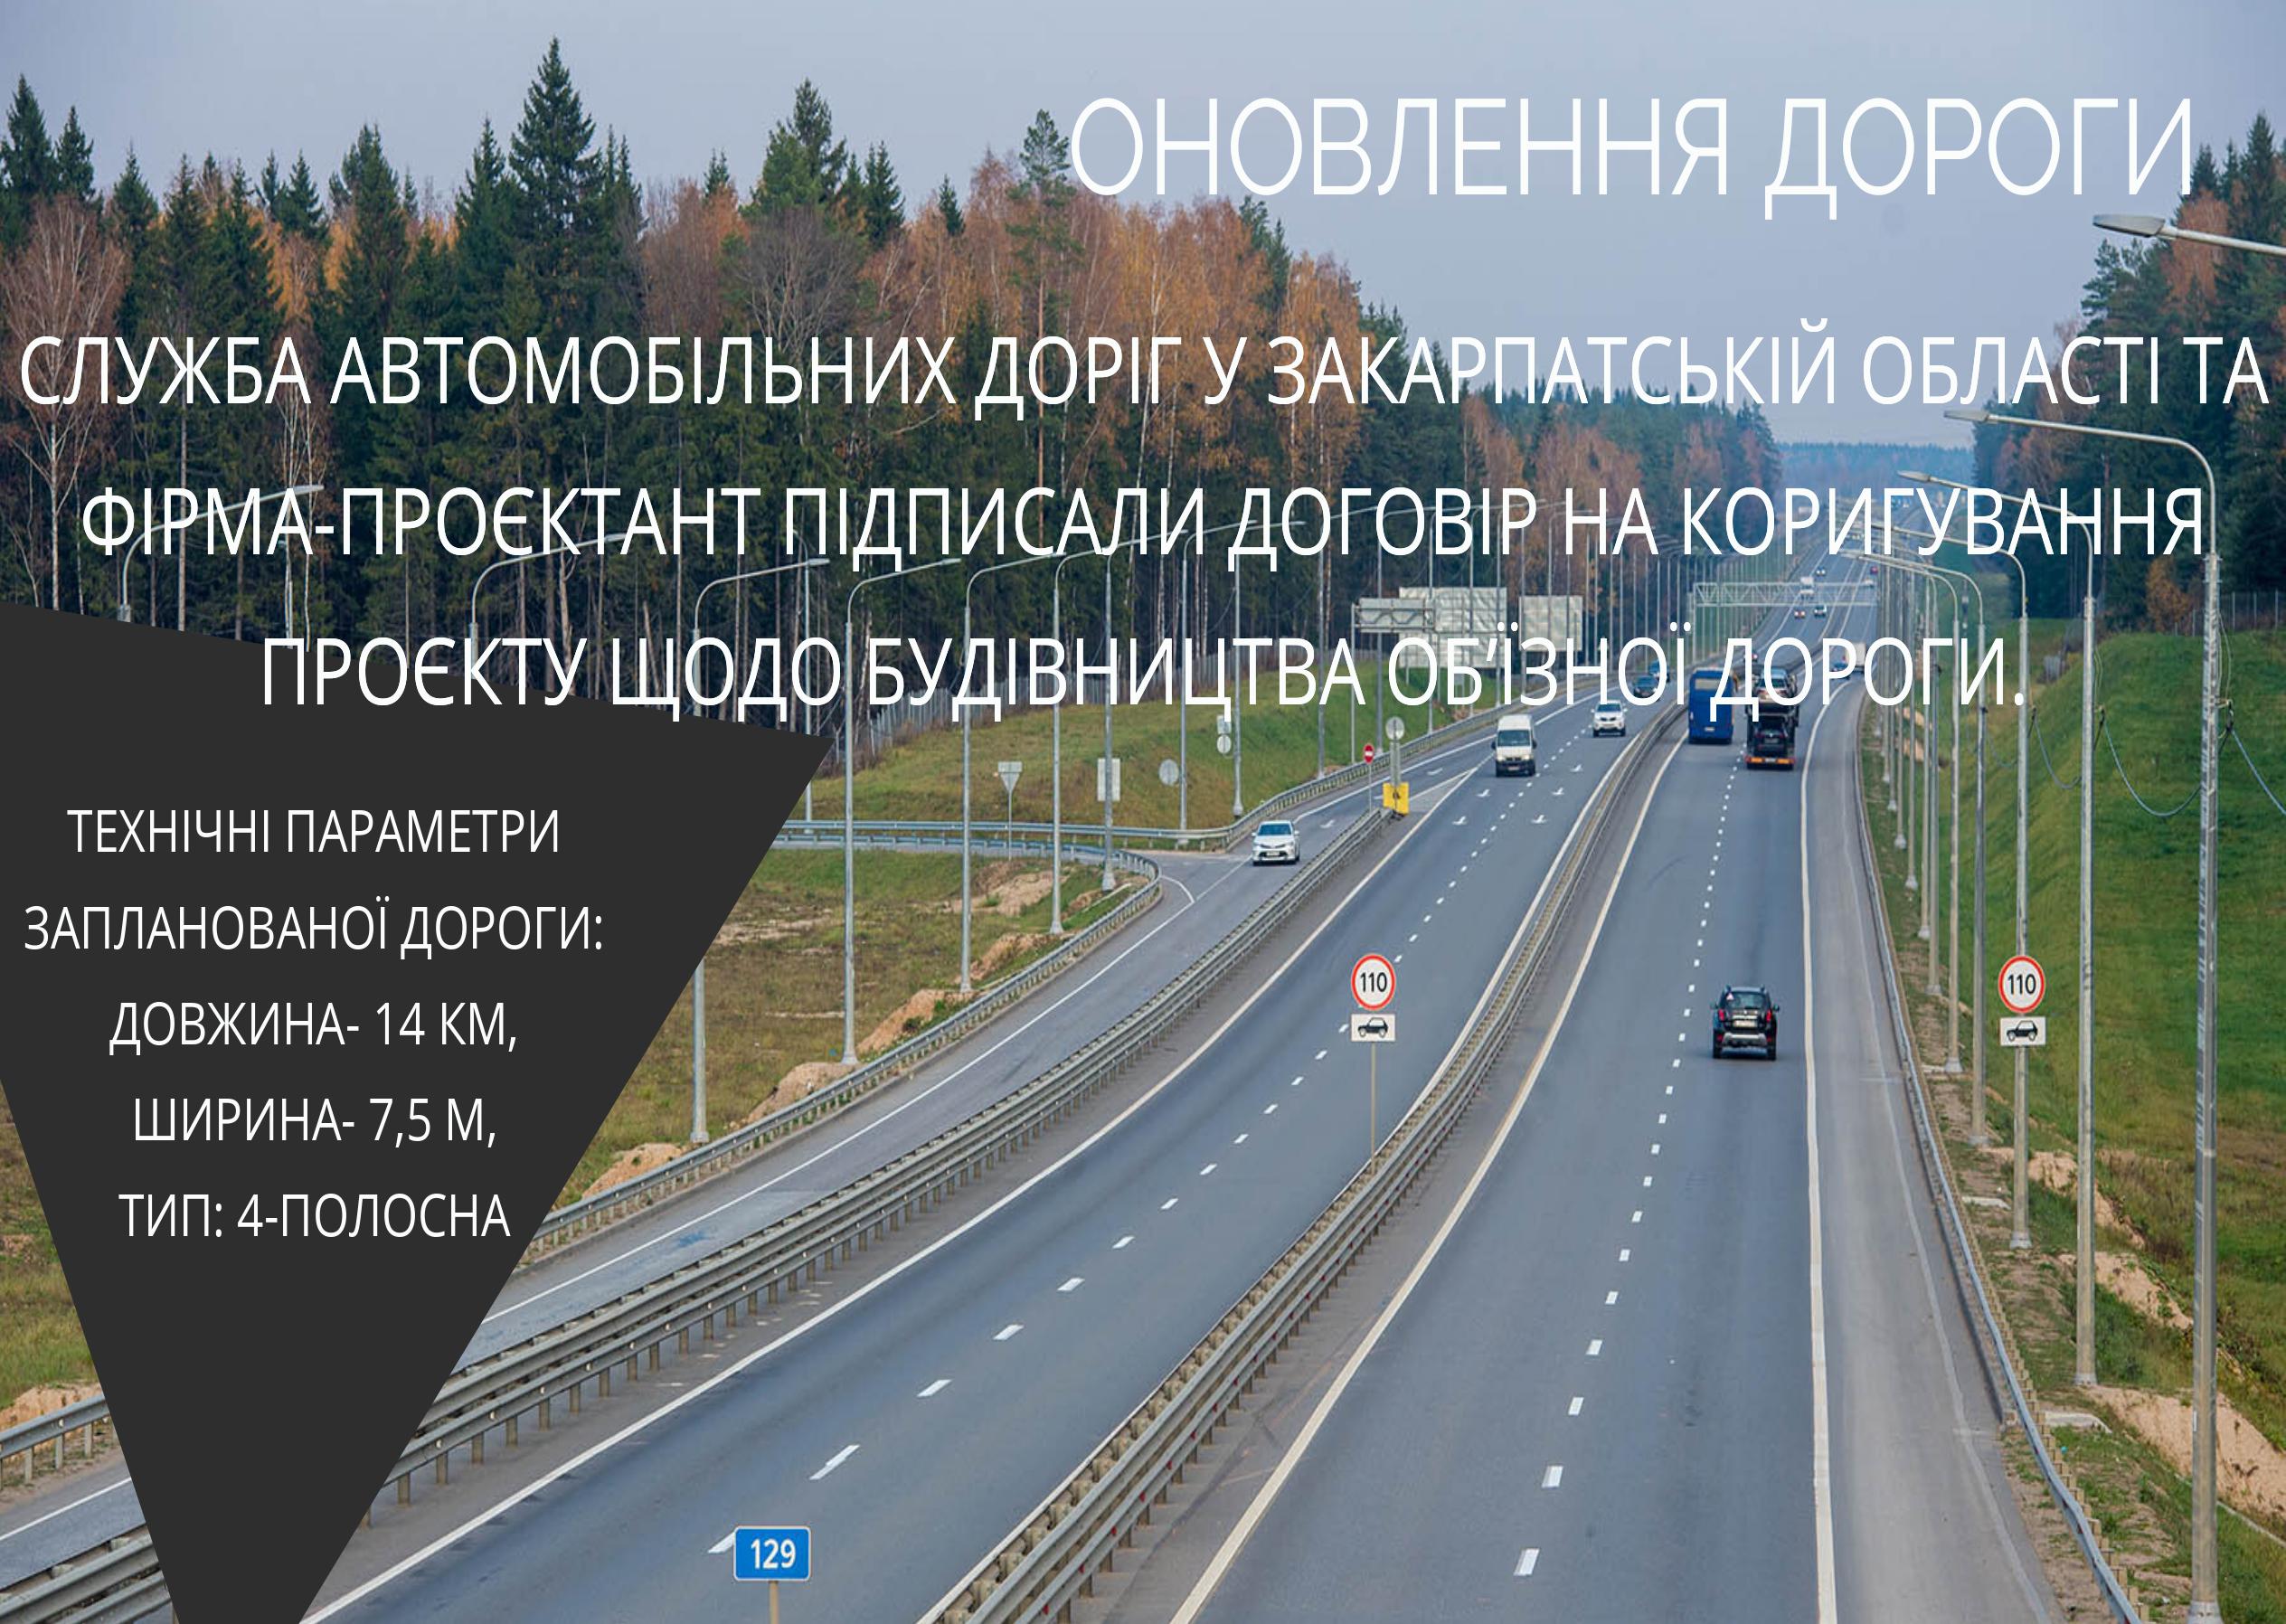 ОНОВЛЕННЯ ДОРОГИ
СЛУЖБА АВТОМОБІЛЬНИХ ДОРІГ У ЗАКАРПАТСЬКІЙ ОБЛАСТІ ТА
ФІРМА-ПРОЄКТАНТ ПІДПИСАЛИ ДОГОВІР НА КОРИГУВАННЯ
ПРОЄКТУ ЩОДО БУДІВНИЦТВА ОБ’ЇЗНОЇ ДОРОГИ.
ТЕХНІЧНІ ПАРАМЕТРИ
ЗАПЛАНОВАНОЇ ДОРОГИ:
ДОВЖИНА- 14 КМ,
ШИРИНА- 7,5 М,
ТИП: 4-ПОЛОСНА
110
110
129